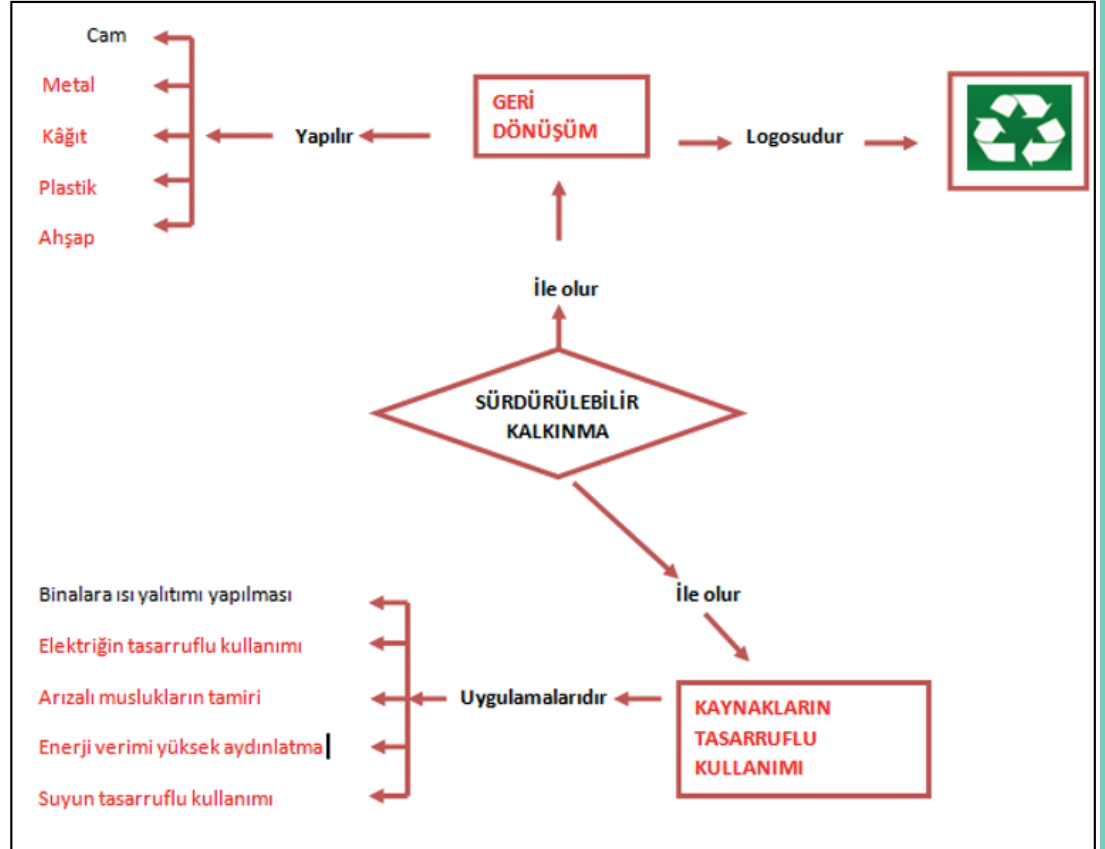 Cam
Metal
Kâğıt
Plastik
Ahşap
Yapılır
GERİ
DÖNÜŞÜM
Logosudur
İle olur
SÜRDÜRÜLEBİLİR
KALKINMA
İle olur
Binalara ısı yalıtımı yapılması
Elektriğin tasarruflu kullanımı
Arızalı muslukların tamiri
Enerji verimi yüksek aydınlatma
Suyun tasarruflu kullanımı
Uygulamalarıdır
KAYNAKLARIN
TASARRUFLU
KULLANIMI